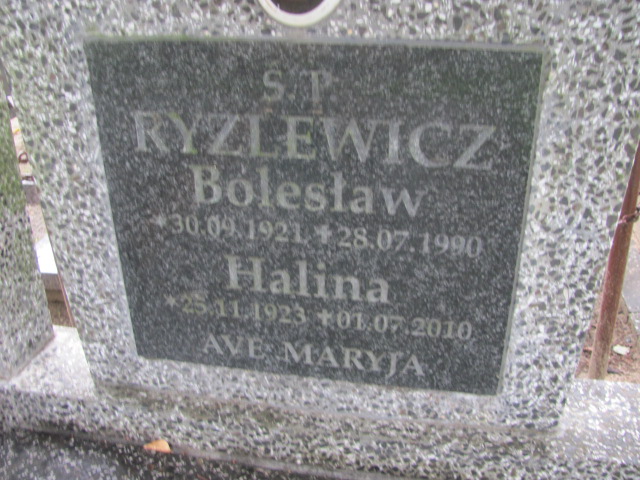 Ś.P.
RYZLEWICZ
Bolesław
*30.09.1921 +28.07.1990
Halina
*25.11.1923 +01.07.2010
AVE MARYJA